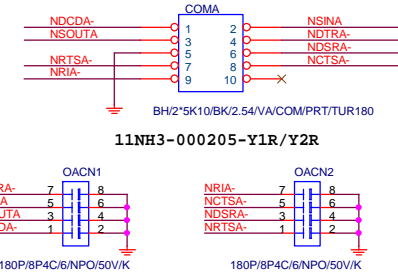 COMA
NDCDA- 1 2 NSINA
NSOUTA 3 4 NDTRA-
5 6 NDSRA-
NRTSA- 7 8 NCTSA-
NRIA- 9 10
BH/2*5K10/BK/2.54/VA/COM/PRT/TUR180
11NH3-000205-Y1R/Y2R
OACN1 OACN2
RA- 7 8 NRIA- 7 8
A 5 6 NCTSA- 5 6
UTA 3 4 NDSRA- 3 4
DA- 1 2 NRTSA- 1 2
180P/8P4C/6/NPO/50V/K 180P/8P4C/6/NPO/50V/K